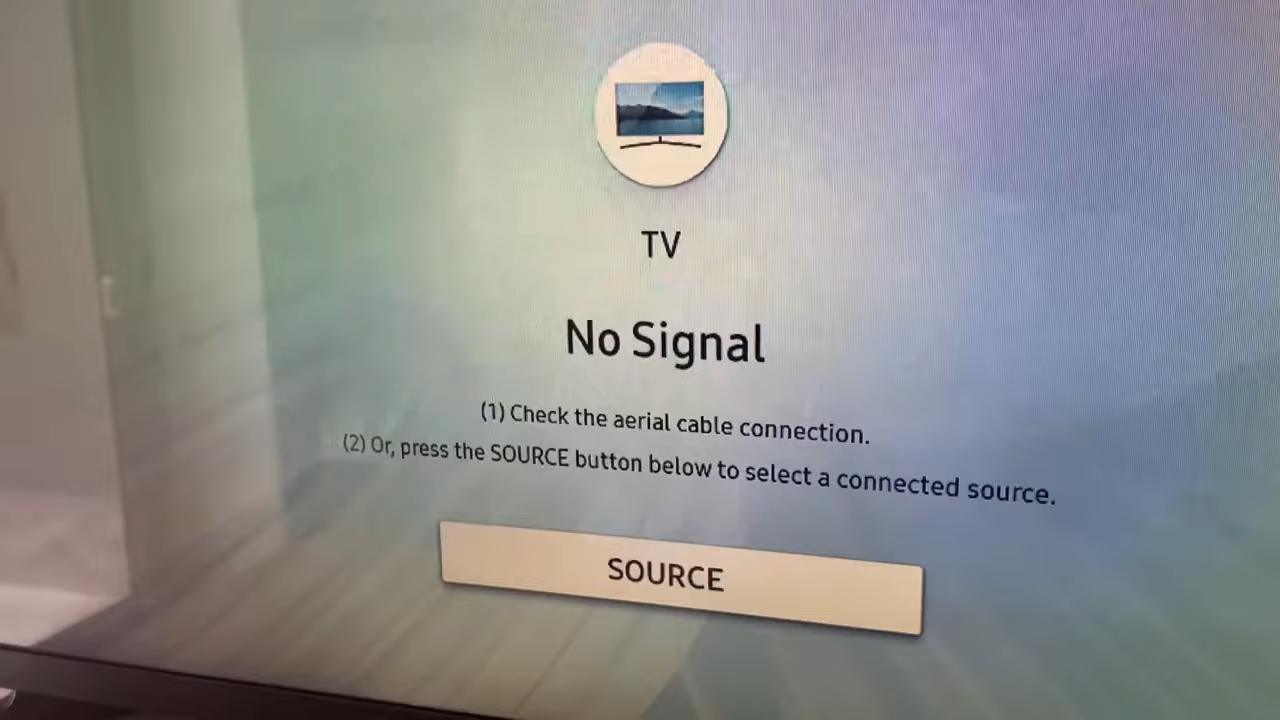 TV
No Signal
(1) Check the aerial cable connection.
(2) Or, press the SOURCE button below to select a connected source.
SOURCE